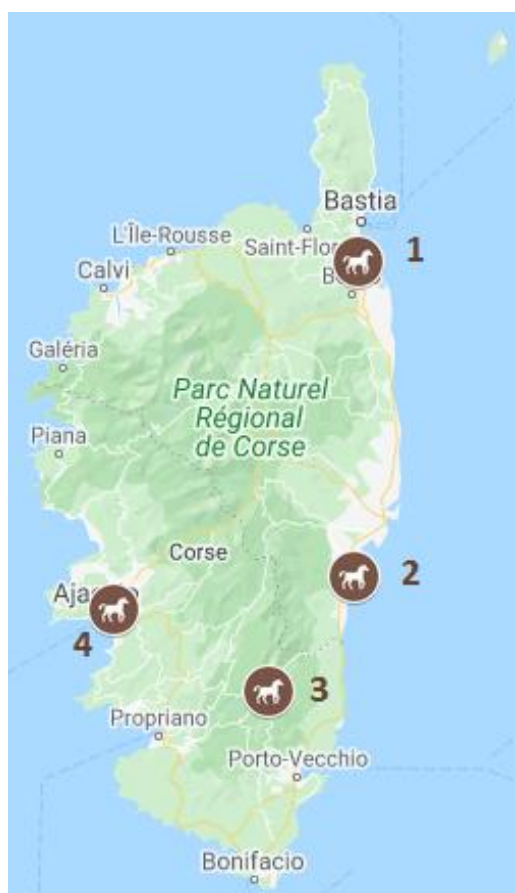 Bastia
1
L'Île-Rousse
Saint-Flo
Calvi
B
Galéria
Parc Naturel
Régional
de Corse
Piana
Corse
2
Aja
4
3
Propriano
Porto-Vecchio
Bonifacio